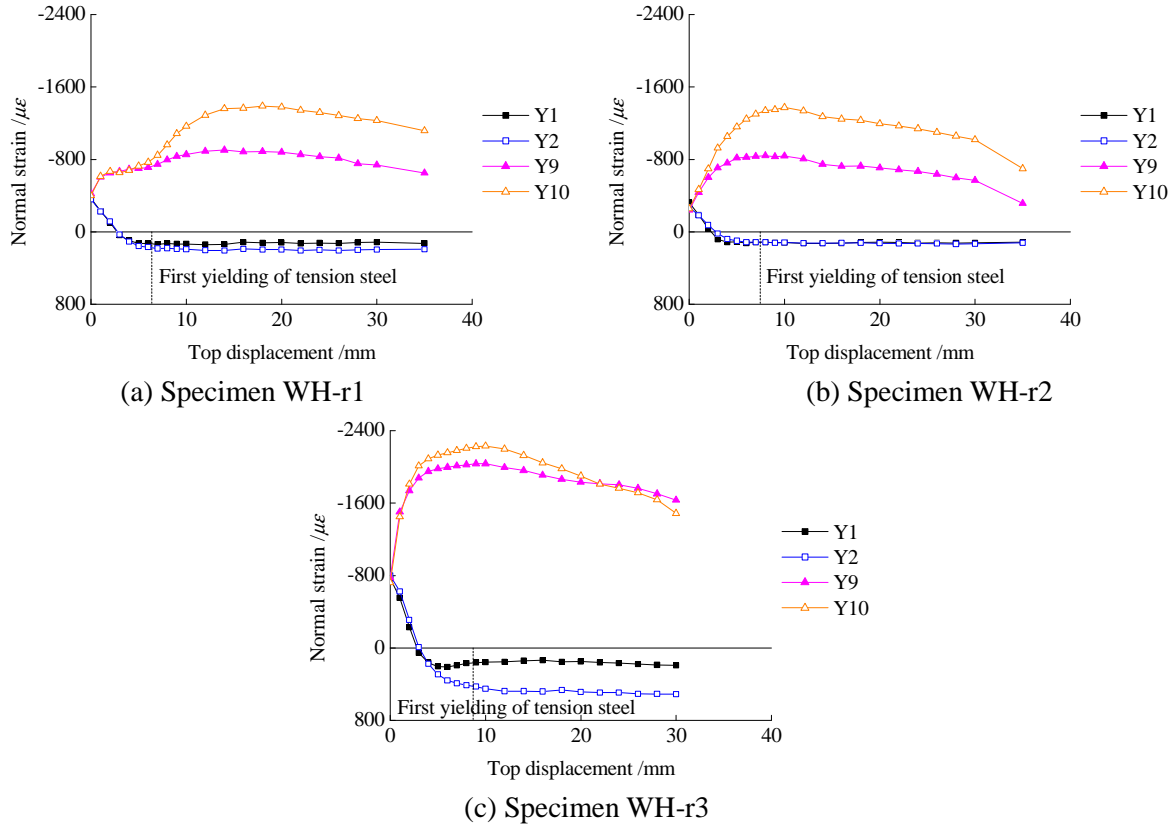 -2400
-1600
-800
0
800
Normal strain /με
0
10
20
30
40
Top displacement /mm
First yielding of tension steel
Y1
Y2
Y9
Y10
(a) Specimen WH-r1
-2400
-1600
-800
0
800
Normal strain /με
0
10
20
30
40
Top displacement /mm
First yielding of tension steel
Y1
Y2
Y9
Y10
(b) Specimen WH-r2
-2400
-1600
-800
0
800
Normal strain /με
0
10
20
30
40
Top displacement /mm
First yielding of tension steel
Y1
Y2
Y9
Y10
(c) Specimen WH-r3